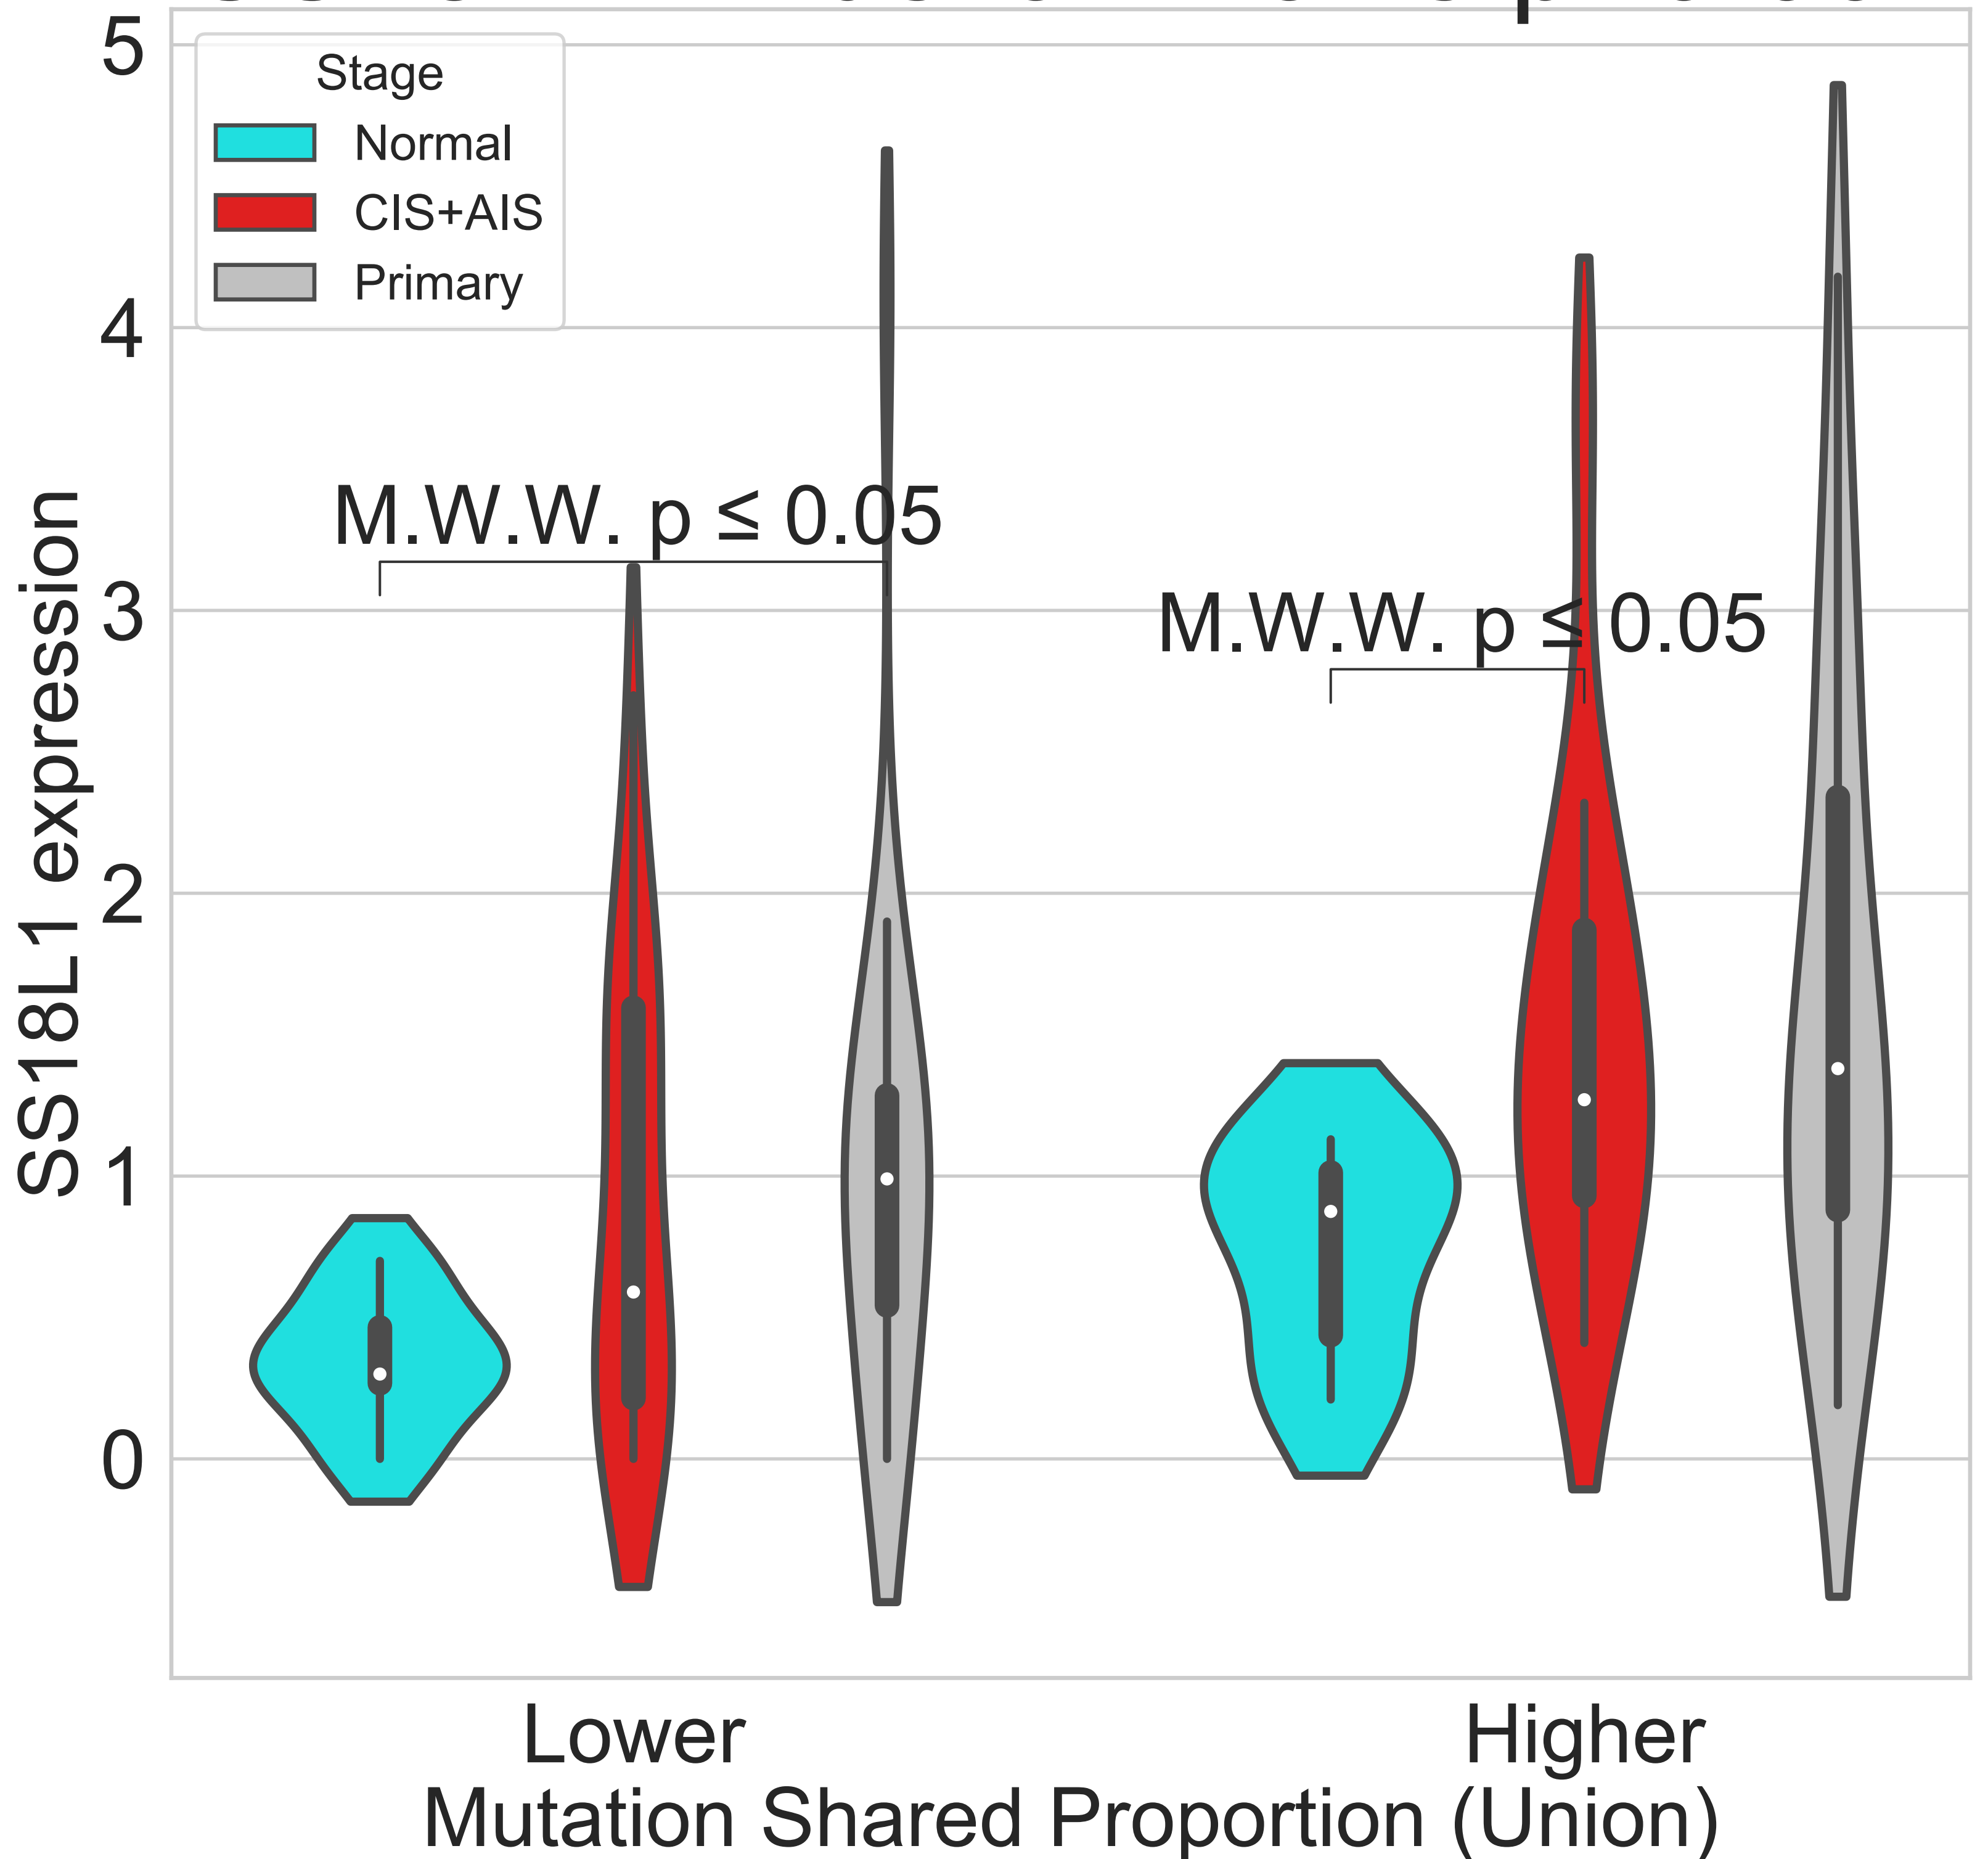 5
Stage
Normal
CIS+AIS
Primary
4
M.W.W. p ≤ 0.05
3
M.W.W. p ≤ 0.05
2
1
0
SS18L1 expression
Lower
Higher
Mutation Shared Proportion (Union)